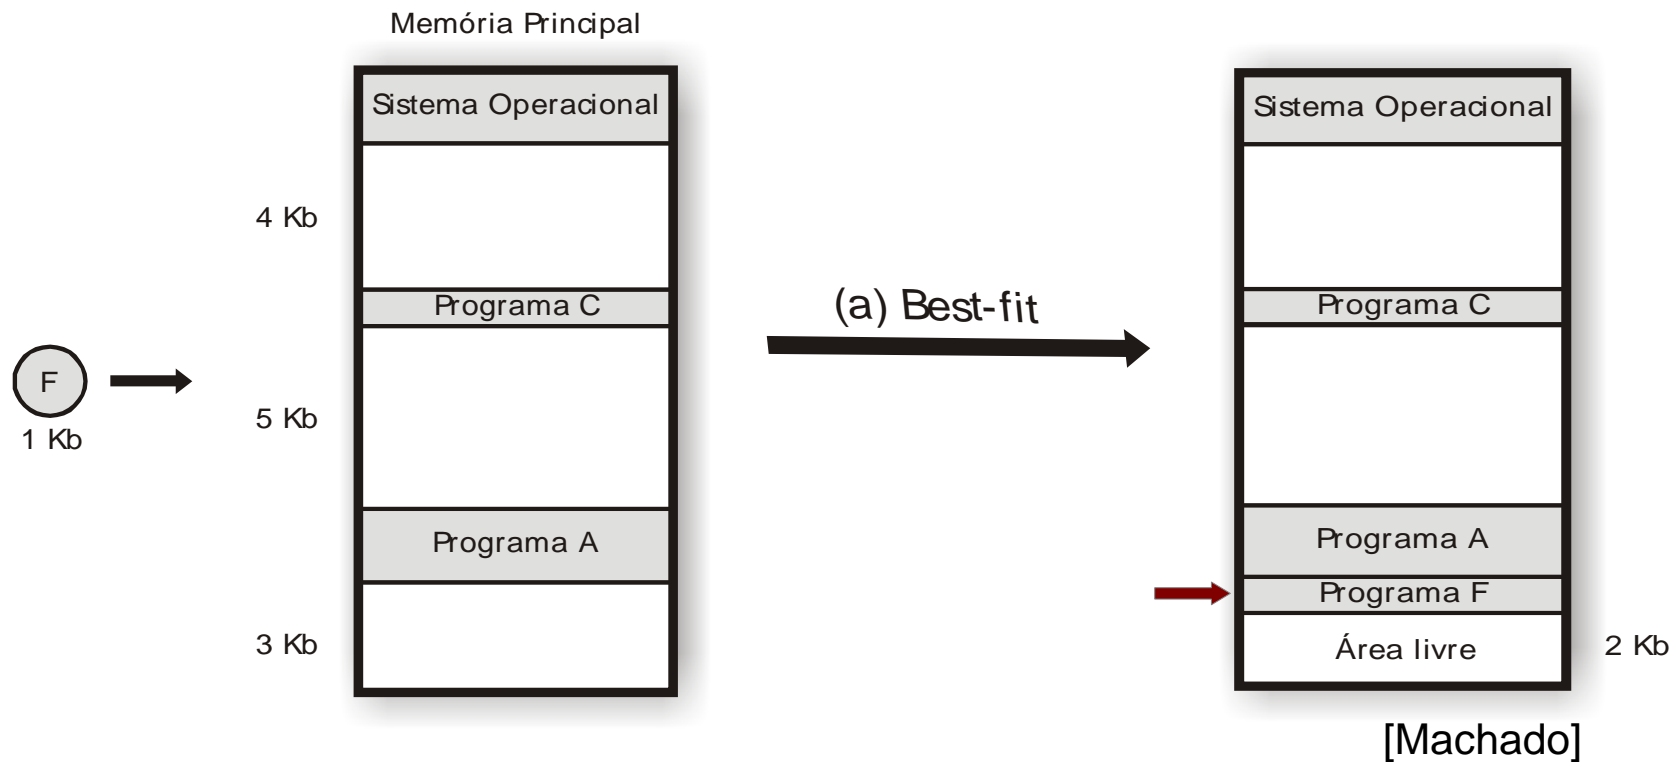 Memória Principal
Sistema Operacional
4 Kb
Programa C
F
1 Kb
5 Kb
Programa A
3 Kb
(a) Best-fit
Sistema Operacional
Programa C
Programa A
Programa F
Área livre
2 Kb
[Machado]